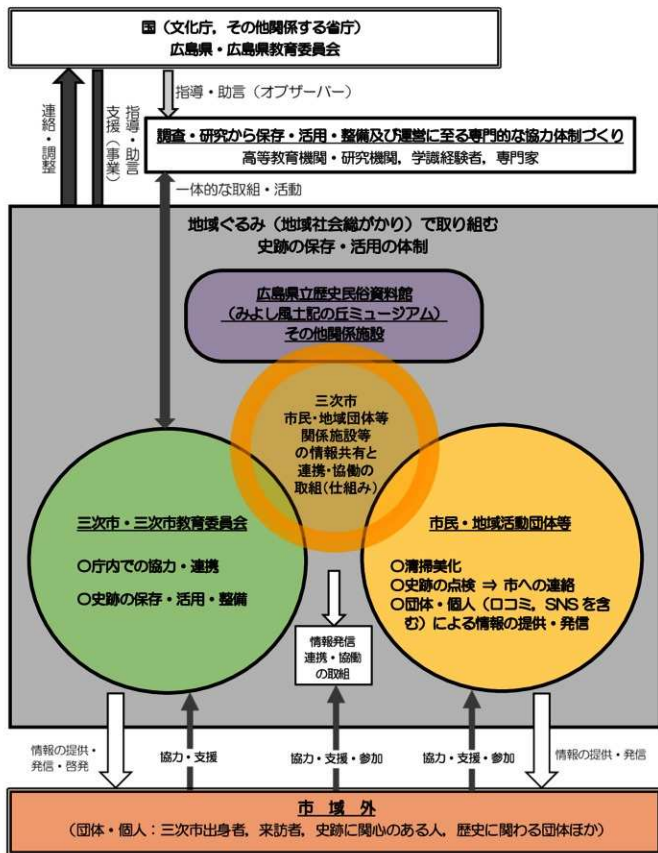 国（文化庁，その他関係する省庁）
広島県・広島県教育委員会
連絡・調整
支援（事業）
指導・助言
指導・助言（オブザーバー）
調査・研究から保存・活用・整備及び運営に至る専門的な協力体制づくり
高等教育機関・研究機関，学識経験者，専門家
一体的な取組・活動
地域ぐるみ（地域社会総がかり）で取り組む
史跡の保存・活用の体制
広島県立歴史民俗資料館
（みよし風土記の丘ミュージアム）
その他関係施設
三次市
市民・地域団体等
関係施設等
の情報共有と
連携・協働の
取組（仕組み）
三次市・三次市教育委員会
〇庁内での協力・連携
〇史跡の保存・活用・整備
市民・地域活動団体等
〇清掃美化
〇史跡の点検 ⇒ 市への連絡
〇団体・個人（口コミ，SNSを含
む）による情報の提供・発信
情報発信
連携・協働
の取組
情報の提供・
発信・啓発
協力・支援
協力・支援・参加
協力・支援・参加
情報の提供・発信
市 域 外
（団体・個人：三次市出身者，来訪者，史跡に関心のある人，歴史に関わる団体ほか）